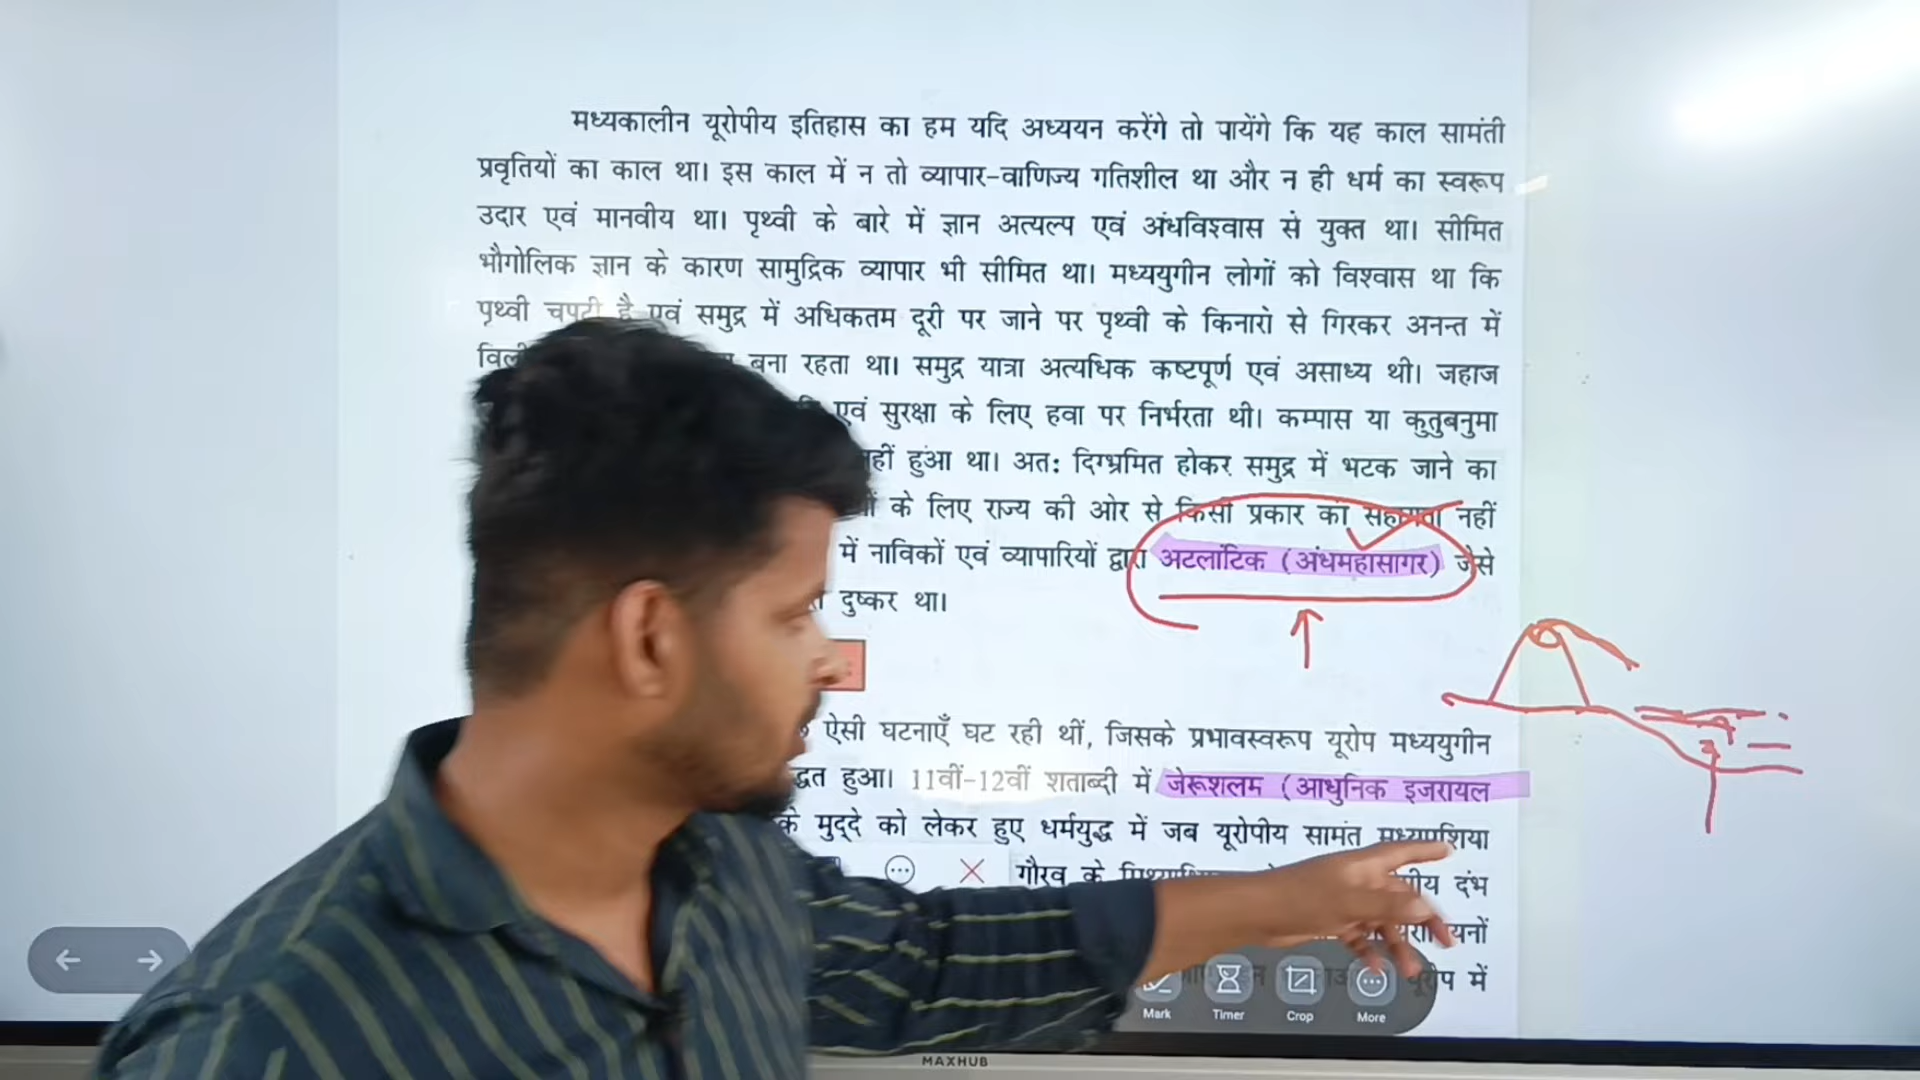 मध्यकालीन यूरोपीय इतिहास का हम यदि अध्ययन करेंगे तो पायेंगे कि यह काल सामंती
प्रवृतियों का काल था। इस काल में न तो व्यापार-वाणिज्य गतिशील था और न ही धर्म का स्वरूप
उदार एवं मानवीय था। पृथ्वी के बारे में ज्ञान अत्यल्प एवं अंधविश्वास से युक्त था। सीमित
भौगोलिक ज्ञान के कारण सामुद्रिक व्यापार भी सीमित था। मध्ययुगीन लोगों को विश्वास था कि
पृथ्वी चपटी है एवं समुद्र में अधिकतम दूरी पर जाने पर पृथ्वी के किनारो से गिरकर अनन्त में
बना रहता था। समुद्र यात्रा अत्यधिक कष्टपूर्ण एवं असाध्य थी। जहाज
एवं सुरक्षा के लिए हवा पर निर्भरता थी। कम्पास या कुतुबनुमा
हुआ था। अत: दिग्भ्रमित होकर समुद्र में भटक जाने का
के लिए राज्य की ओर से किसी प्रकार का सहायता नहीं
में नाविकों एवं व्यापारियों द्वारा अटलांटिक (अंधमहासागर) जैसे
दुष्कर था।
ऐसी घटनाएँ घट रही थीं, जिसके प्रभावस्वरूप यूरोप मध्ययुगीन
हुआ। 11वीं-12वीं शताब्दी में जेरूशलम (आधुनिक इजरायल
के मुद्दे को लेकर हुए धर्मयुद्ध में जब यूरोपीय सामंत मध्यएशिया
गौरव के दंभ
में
Mark Timer Crop More
MAXHUB